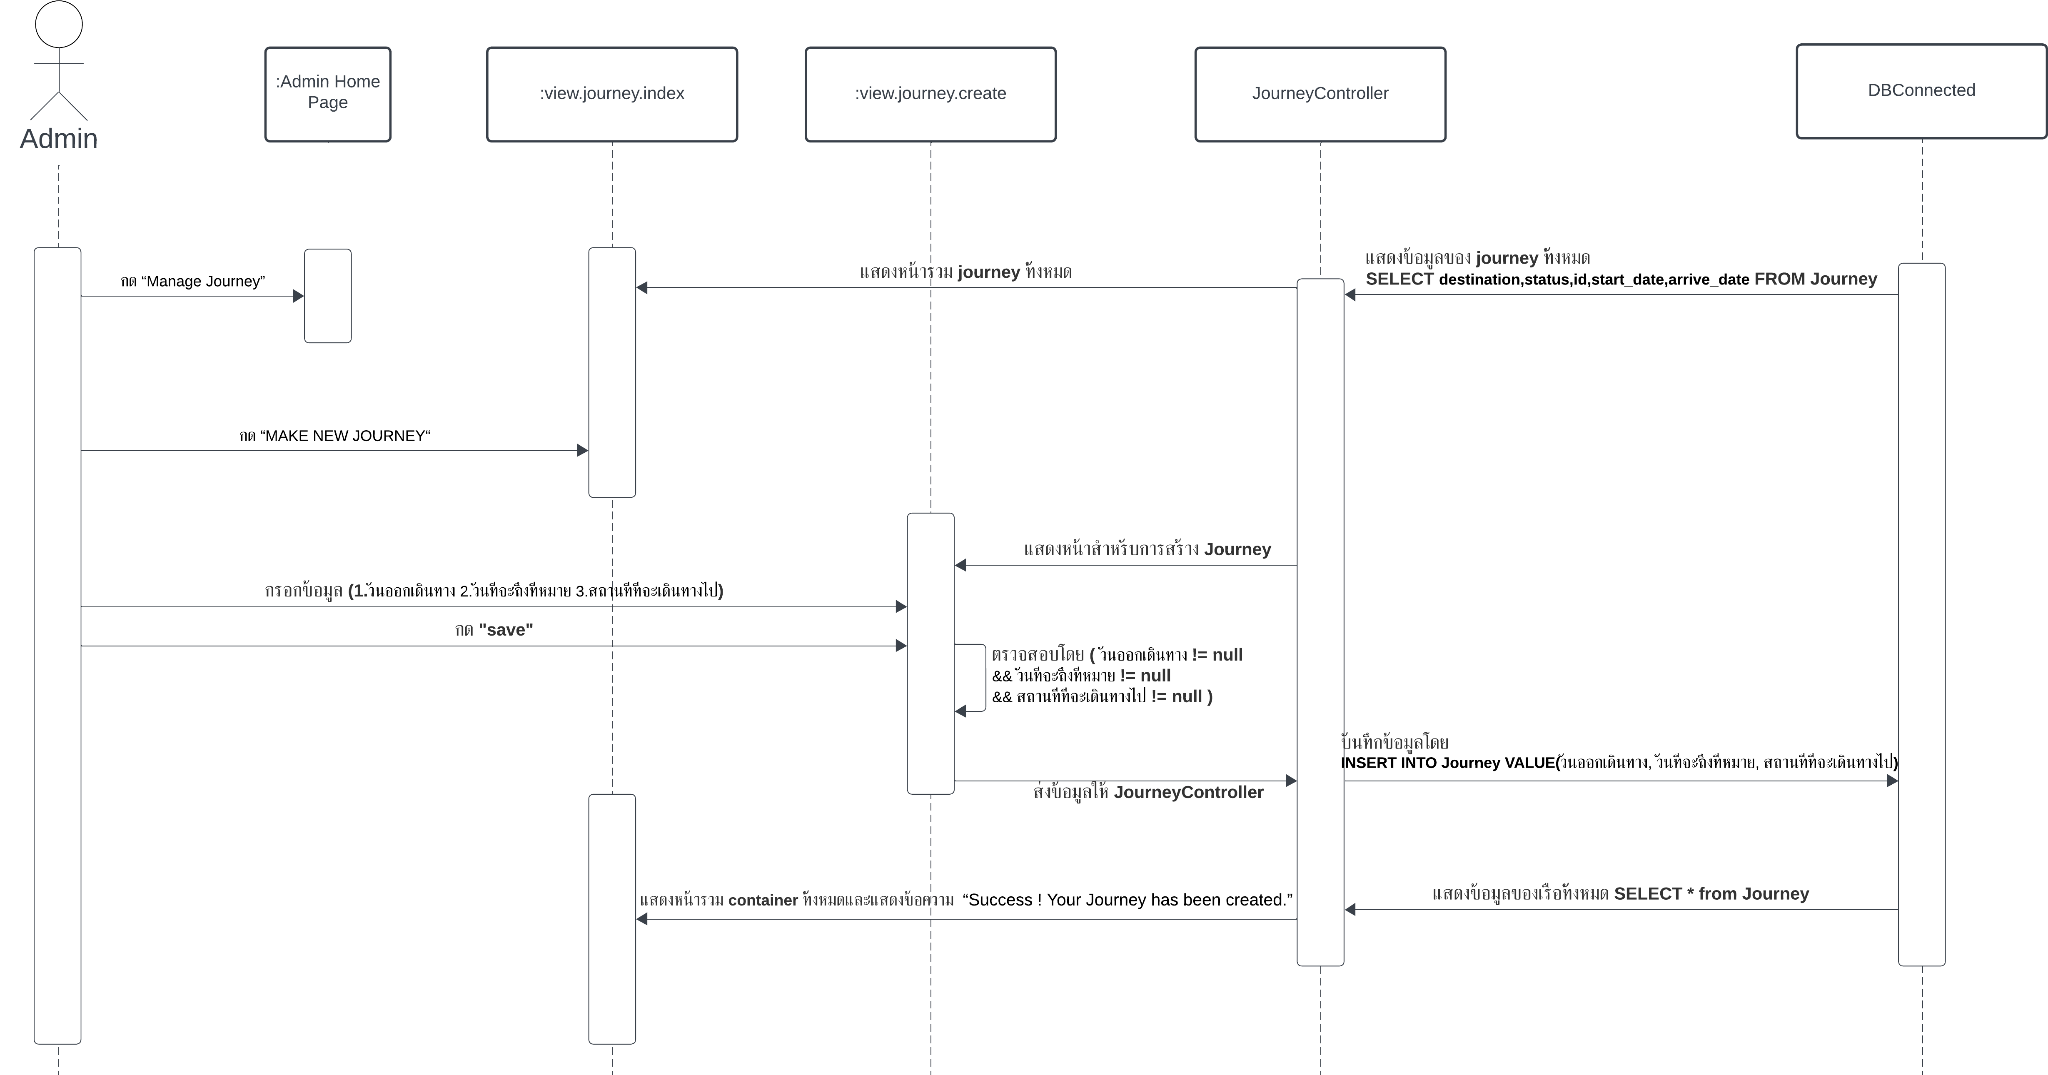 :Admin Home
Page
:view.journey.index
:view.journey.create
JourneyController
DBConnected
Admin
กด “Manage Journey”
แสดงหน้ารวม journey ทั้งหมด
แสดงข้อมูลของ journey ทั้งหมด
SELECT destination,status,id,start_date,arrive_date FROM Journey
กด “MAKE NEW JOURNEY“
แสดงหน้าสำหรับการสร้าง Journey
กรอกข้อมูล (1.วันออกเดินทาง 2.วันที่จะถึงที่หมาย 3.สถานที่ที่จะเดินทางไป)
กด "save"
ตรวจสอบโดย ( วันออกเดินทาง != null
&& วันที่จะถึงที่หมาย != null
&& สถานที่ที่จะเดินทางไป != null )
บันทึกข้อมูลโดย
INSERT INTO Journey VALUE(วันออกเดินทาง, วันที่จะถึงที่หมาย, สถานที่ที่จะเดินทางไป)
ส่งข้อมูลให้ JourneyController
แสดงหน้ารวม container ทั้งหมดและแสดงข้อความ “Success ! Your Journey has been created.”
แสดงข้อมูลของเรือทั้งหมด SELECT * from Journey